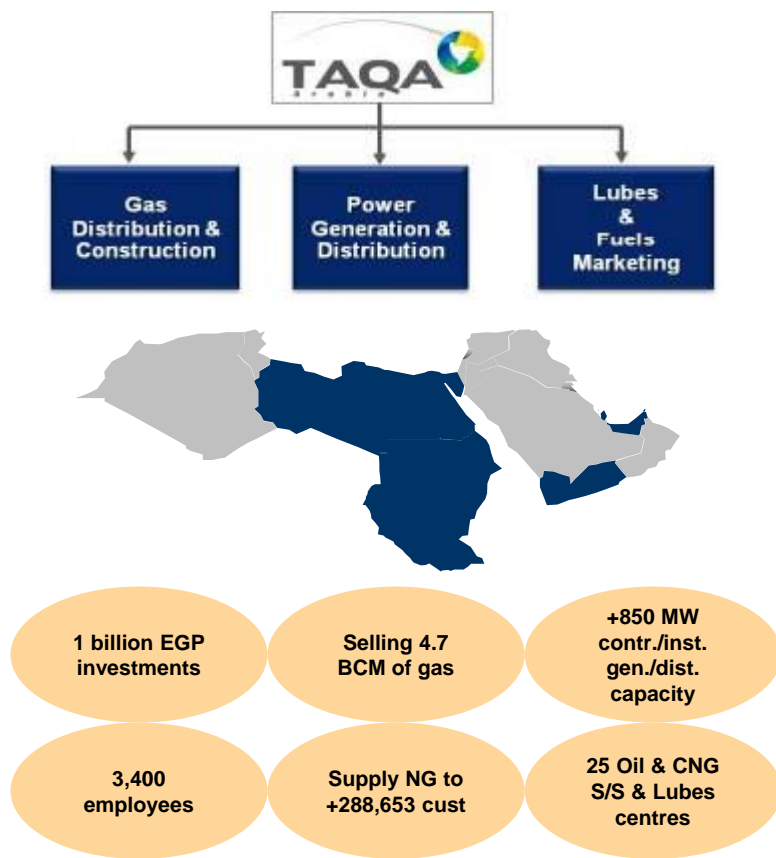 TAQA
Arabia
Gas
Distribution &
Construction
Power
Generation &
Distribution
Lubes
&
Fuels
Marketing
1 billion EGP
investments
Selling 4.7
BCM of gas
+850 MW
contr./inst.
gen./dist.
capacity
3,400
employees
Supply NG to
+288,653 cust
25 Oil & CNG
S/S & Lubes
centres